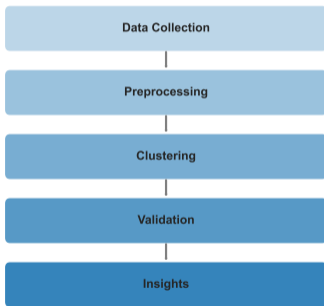 Data Collection
Preprocessing
Clustering
Validation
Insights